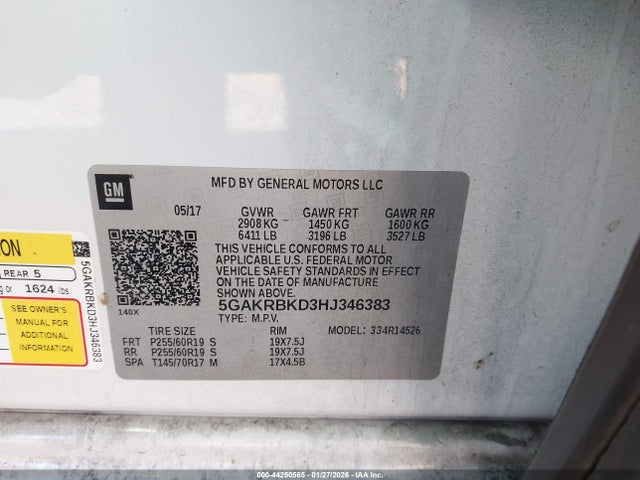 GM
MFD BY GENERAL MOTORS LLC
05/17 GVWR GAWR FRT GAWR RR
2908 KG 1450 KG 1600 KG
6411 LB 3196 LB 3527 LB
THIS VEHICLE CONFORMS TO ALL
APPLICABLE U.S. FEDERAL MOTOR
VEHICLE SAFETY STANDARDS IN EFFECT
ON THE DATE OF MANUFACTURE
SHOWN ABOVE.
140X 5GAKRBKD3HJ346383
TYPE: M.P.V.
TIRE SIZE RIM MODEL: 334R14526
FRT P255/60R19 S 19X7.5J
RR P255/60R19 S 19X7.5J
SPA T145/70R17 M 17X4.5B
ION
REAR 5
or 1624 lbs
SEE OWNER'S
MANUAL FOR
ADDITIONAL
INFORMATION
5GAKRBKD3HJ346383
000-44250565 | 01/27/2026 - IAA Inc.